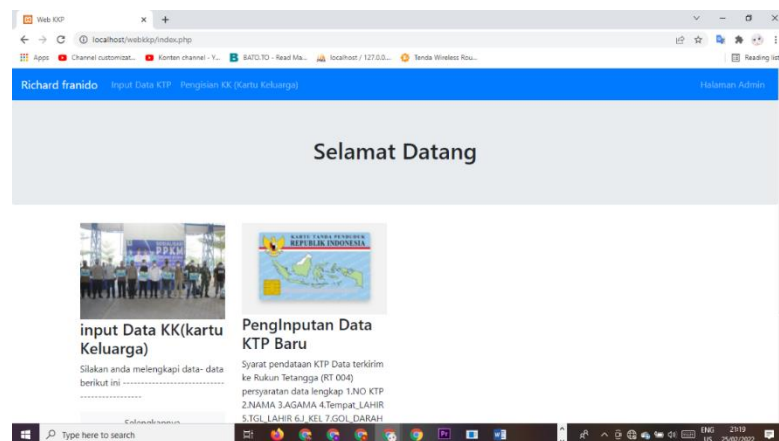 Web KKP
localhost/webkkp/index.php
Apps Channel customizat... Konten channel - Y... BATO.TO - Read Ma... localhost / 127.0.0... Tenda Wireless Rou... Reading list
Richard franido Input Data KTP Pengisian KK (Kartu Keluarga) Halaman Admin
Selamat Datang
PPKM
KARTU TANDA PENDUDUK
REPUBLIK INDONESIA
input Data KK(kartu
Keluarga)
Silakan anda melengkapi data- data
berikut ini ----------------------------
-----------------
Selengkapnya
PengInputan Data
KTP Baru
Syarat pendataan KTP Data terkirim
ke Rukun Tetangga (RT 004)
persyaratan data lengkap 1.NO KTP
2.NAMA 3.AGAMA 4.Tempat_LAHIR
5.TGL_LAHIR 6.J_KEL 7.GOL_DARAH
Type here to search
ENG 21:19
US 25/02/2022